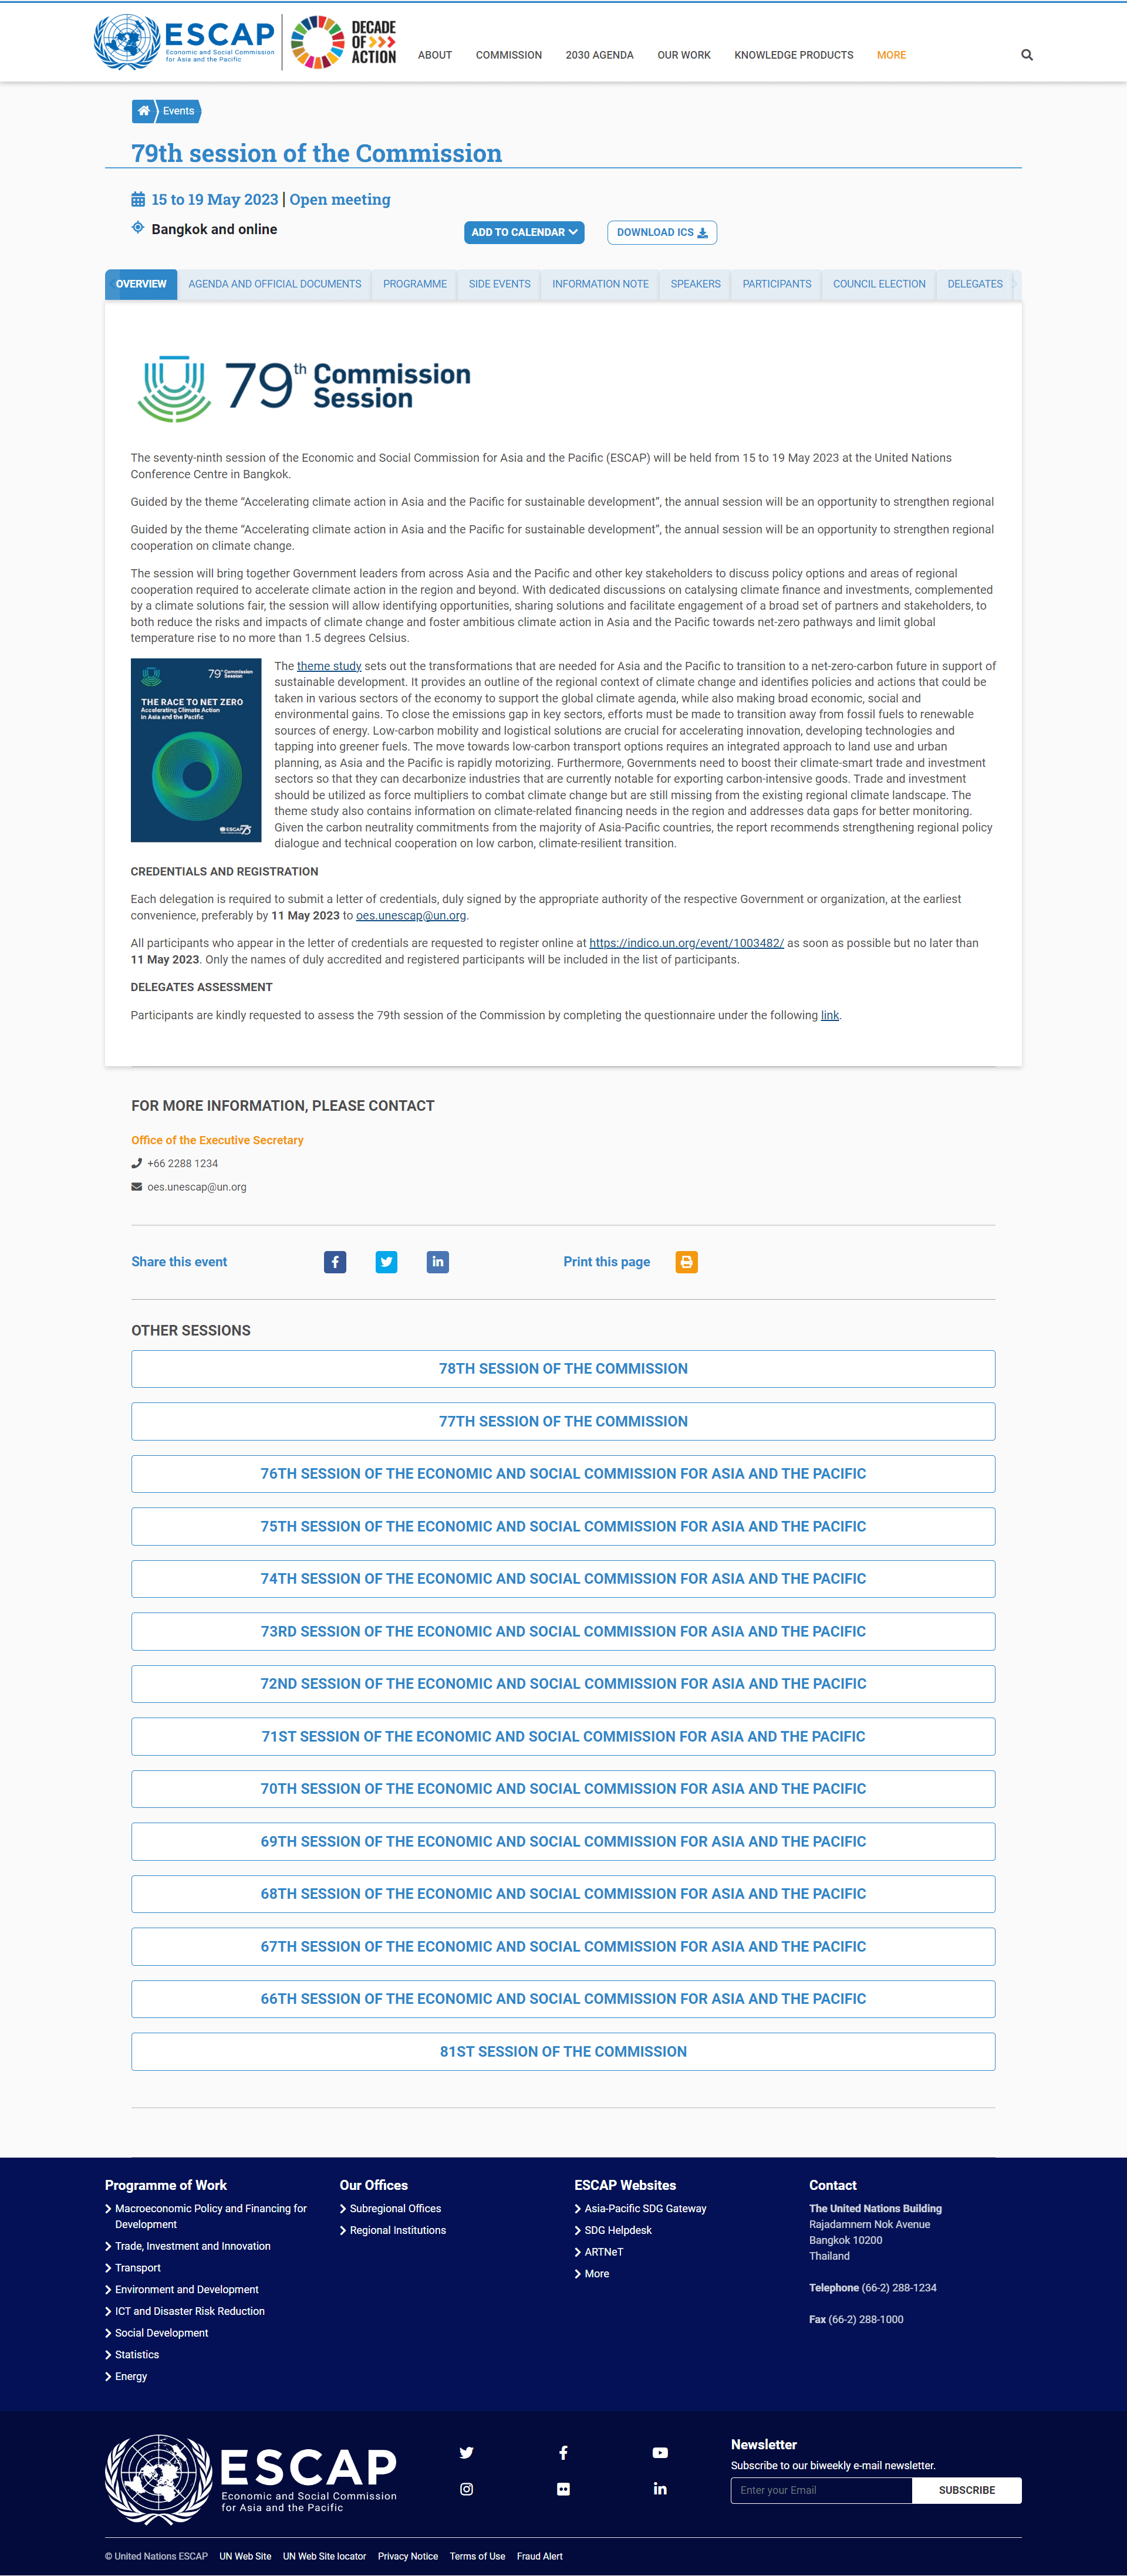 ESCAP
Economic and Social Commission
for Asia and the Pacific
DECADE
OF
ACTION
ABOUT
COMMISSION
2030 AGENDA
OUR WORK
KNOWLEDGE PRODUCTS
MORE
Events
79th session of the Commission
15 to 19 May 2023 | Open meeting
Bangkok and online
ADD TO CALENDAR
DOWNLOAD ICS
OVERVIEW
AGENDA AND OFFICIAL DOCUMENTS
PROGRAMME
SIDE EVENTS
INFORMATION NOTE
SPEAKERS
PARTICIPANTS
COUNCIL ELECTION
DELEGATES
79th Commission
Session
The seventy-ninth session of the Economic and Social Commission for Asia and the Pacific (ESCAP) will be held from 15 to 19 May 2023 at the United Nations
Conference Centre in Bangkok.
Guided by the theme “Accelerating climate action in Asia and the Pacific for sustainable development”, the annual session will be an opportunity to strengthen regional
Guided by the theme “Accelerating climate action in Asia and the Pacific for sustainable development”, the annual session will be an opportunity to strengthen regional
cooperation on climate change.
The session will bring together Government leaders from across Asia and the Pacific and other key stakeholders to discuss policy options and areas of regional
cooperation required to accelerate climate action in the region and beyond. With dedicated discussions on catalysing climate finance and investments, complemented
by a climate solutions fair, the session will allow identifying opportunities, sharing solutions and facilitate engagement of a broad set of partners and stakeholders, to
both reduce the risks and impacts of climate change and foster ambitious climate action in Asia and the Pacific towards net-zero pathways and limit global
temperature rise to no more than 1.5 degrees Celsius.
79th Commission
Session
THE RACE TO NET ZERO
Accelerating Climate Action
in Asia and the Pacific
ESCAP 75
The theme study sets out the transformations that are needed for Asia and the Pacific to transition to a net-zero-carbon future in support of
sustainable development. It provides an outline of the regional context of climate change and identifies policies and actions that could be
taken in various sectors of the economy to support the global climate agenda, while also making broad economic, social and
environmental gains. To close the emissions gap in key sectors, efforts must be made to transition away from fossil fuels to renewable
sources of energy. Low-carbon mobility and logistical solutions are crucial for accelerating innovation, developing technologies and
tapping into greener fuels. The move towards low-carbon transport options requires an integrated approach to land use and urban
planning, as Asia and the Pacific is rapidly motorizing. Furthermore, Governments need to boost their climate-smart trade and investment
sectors so that they can decarbonize industries that are currently notable for exporting carbon-intensive goods. Trade and investment
should be utilized as force multipliers to combat climate change but are still missing from the existing regional climate landscape. The
theme study also contains information on climate-related financing needs in the region and addresses data gaps for better monitoring.
Given the carbon neutrality commitments from the majority of Asia-Pacific countries, the report recommends strengthening regional policy
dialogue and technical cooperation on low carbon, climate-resilient transition.
CREDENTIALS AND REGISTRATION
Each delegation is required to submit a letter of credentials, duly signed by the appropriate authority of the respective Government or organization, at the earliest
convenience, preferably by 11 May 2023 to oes.unescap@un.org.
All participants who appear in the letter of credentials are requested to register online at https://indico.un.org/event/1003482/ as soon as possible but no later than
11 May 2023. Only the names of duly accredited and registered participants will be included in the list of participants.
DELEGATES ASSESSMENT
Participants are kindly requested to assess the 79th session of the Commission by completing the questionnaire under the following link.
FOR MORE INFORMATION, PLEASE CONTACT
Office of the Executive Secretary
+66 2288 1234
oes.unescap@un.org
Share this event
Print this page
OTHER SESSIONS
78TH SESSION OF THE COMMISSION
77TH SESSION OF THE COMMISSION
76TH SESSION OF THE ECONOMIC AND SOCIAL COMMISSION FOR ASIA AND THE PACIFIC
75TH SESSION OF THE ECONOMIC AND SOCIAL COMMISSION FOR ASIA AND THE PACIFIC
74TH SESSION OF THE ECONOMIC AND SOCIAL COMMISSION FOR ASIA AND THE PACIFIC
73RD SESSION OF THE ECONOMIC AND SOCIAL COMMISSION FOR ASIA AND THE PACIFIC
72ND SESSION OF THE ECONOMIC AND SOCIAL COMMISSION FOR ASIA AND THE PACIFIC
71ST SESSION OF THE ECONOMIC AND SOCIAL COMMISSION FOR ASIA AND THE PACIFIC
70TH SESSION OF THE ECONOMIC AND SOCIAL COMMISSION FOR ASIA AND THE PACIFIC
69TH SESSION OF THE ECONOMIC AND SOCIAL COMMISSION FOR ASIA AND THE PACIFIC
68TH SESSION OF THE ECONOMIC AND SOCIAL COMMISSION FOR ASIA AND THE PACIFIC
67TH SESSION OF THE ECONOMIC AND SOCIAL COMMISSION FOR ASIA AND THE PACIFIC
66TH SESSION OF THE ECONOMIC AND SOCIAL COMMISSION FOR ASIA AND THE PACIFIC
81ST SESSION OF THE COMMISSION
Programme of Work
Macroeconomic Policy and Financing for
Development
Trade, Investment and Innovation
Transport
Environment and Development
ICT and Disaster Risk Reduction
Social Development
Statistics
Energy
Our Offices
Subregional Offices
Regional Institutions
ESCAP Websites
Asia-Pacific SDG Gateway
SDG Helpdesk
ARTNeT
More
Contact
The United Nations Building
Rajadamnern Nok Avenue
Bangkok 10200
Thailand
Telephone (66-2) 288-1234
Fax (66-2) 288-1000
ESCAP
Economic and Social Commission
for Asia and the Pacific
Newsletter
Subscribe to our biweekly e-mail newsletter.
Enter your Email
SUBSCRIBE
© United Nations ESCAP
UN Web Site
UN Web Site locator
Privacy Notice
Terms of Use
Fraud Alert